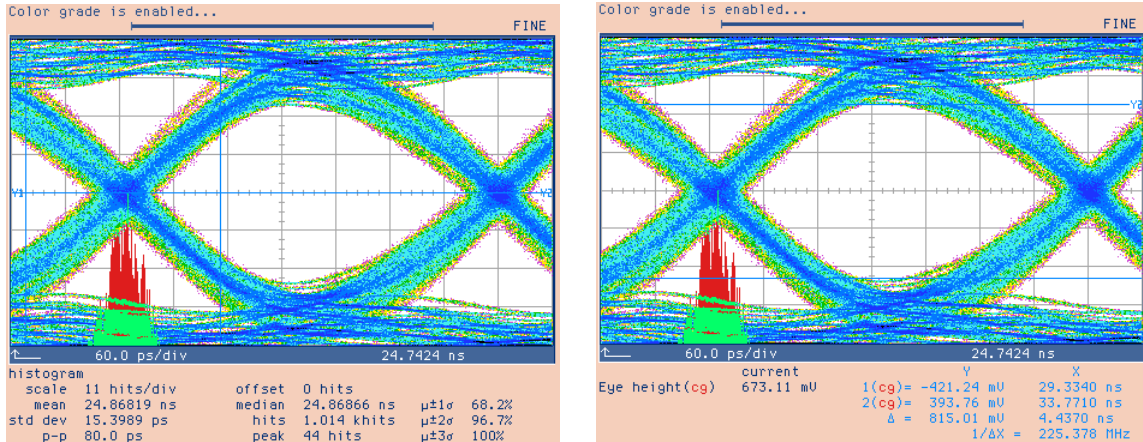 Color grade is enabled...
FINE
Y1
Y2
60.0 ps/div 24.7424 ns
histogram
scale 11 hits/div offset 0 hits
mean 24.86819 ns median 24.86866 ns µ±1σ 68.2%
std dev 15.3989 ps hits 1.014 khits µ±2σ 96.7%
p-p 80.0 ps peak 44 hits µ±3σ 100%
Color grade is enabled...
FINE
Y2
60.0 ps/div 24.7424 ns
current Y X
Eye height(cg) 673.11 mV 1(cg)= -421.24 mV 29.3340 ns
2(cg)= 393.76 mV 33.7710 ns
Δ = 815.01 mV 4.4370 ns
1/ΔX = 225.378 MHz